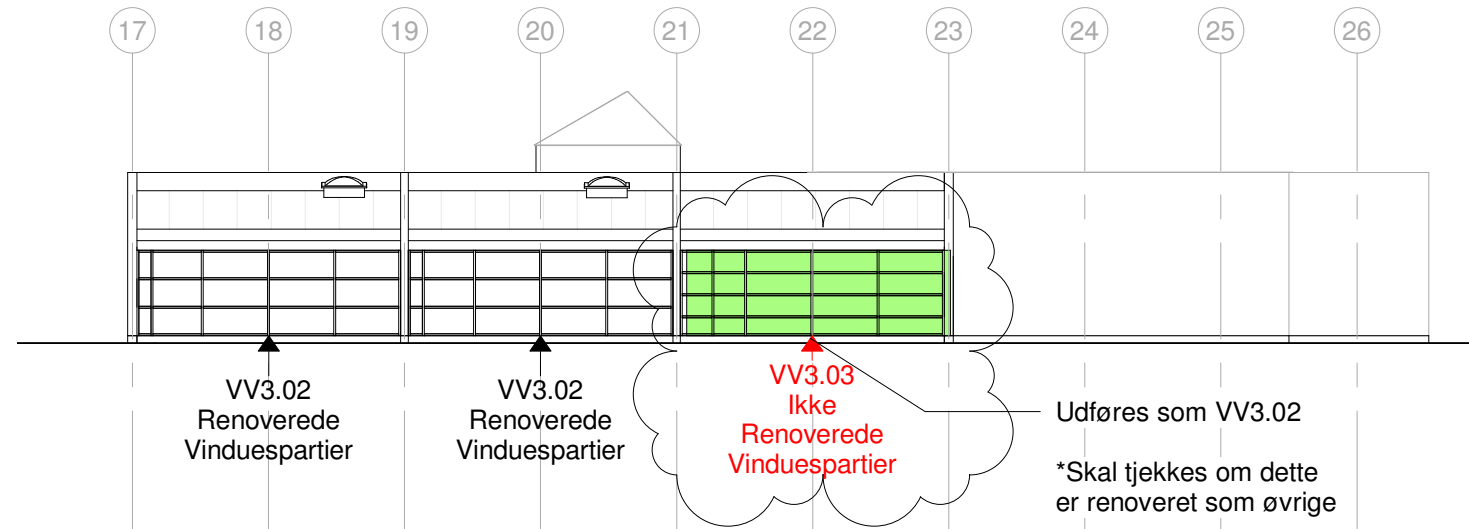 17 18 19 20 21 22 23 24 25 26
VV3.02
Renoverede
Vinduespartier
VV3.02
Renoverede
Vinduespartier
VV3.03
Ikke
Renoverede
Vinduespartier
Udføres som VV3.02
*Skal tjekkes om dette
er renoveret som øvrige